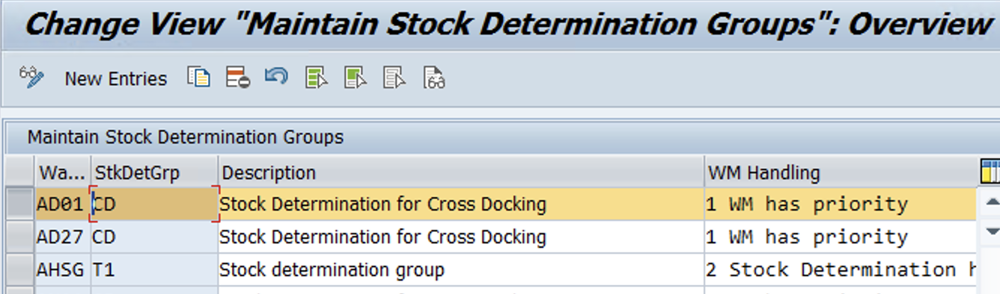 Change View "Maintain Stock Determination Groups": Overview
New Entries
Maintain Stock Determination Groups
Wa... StkDetGrp Description WM Handling
AD01 CD Stock Determination for Cross Docking 1 WM has priority
AD27 CD Stock Determination for Cross Docking 1 WM has priority
AHSG T1 Stock determination group 2 Stock Determination